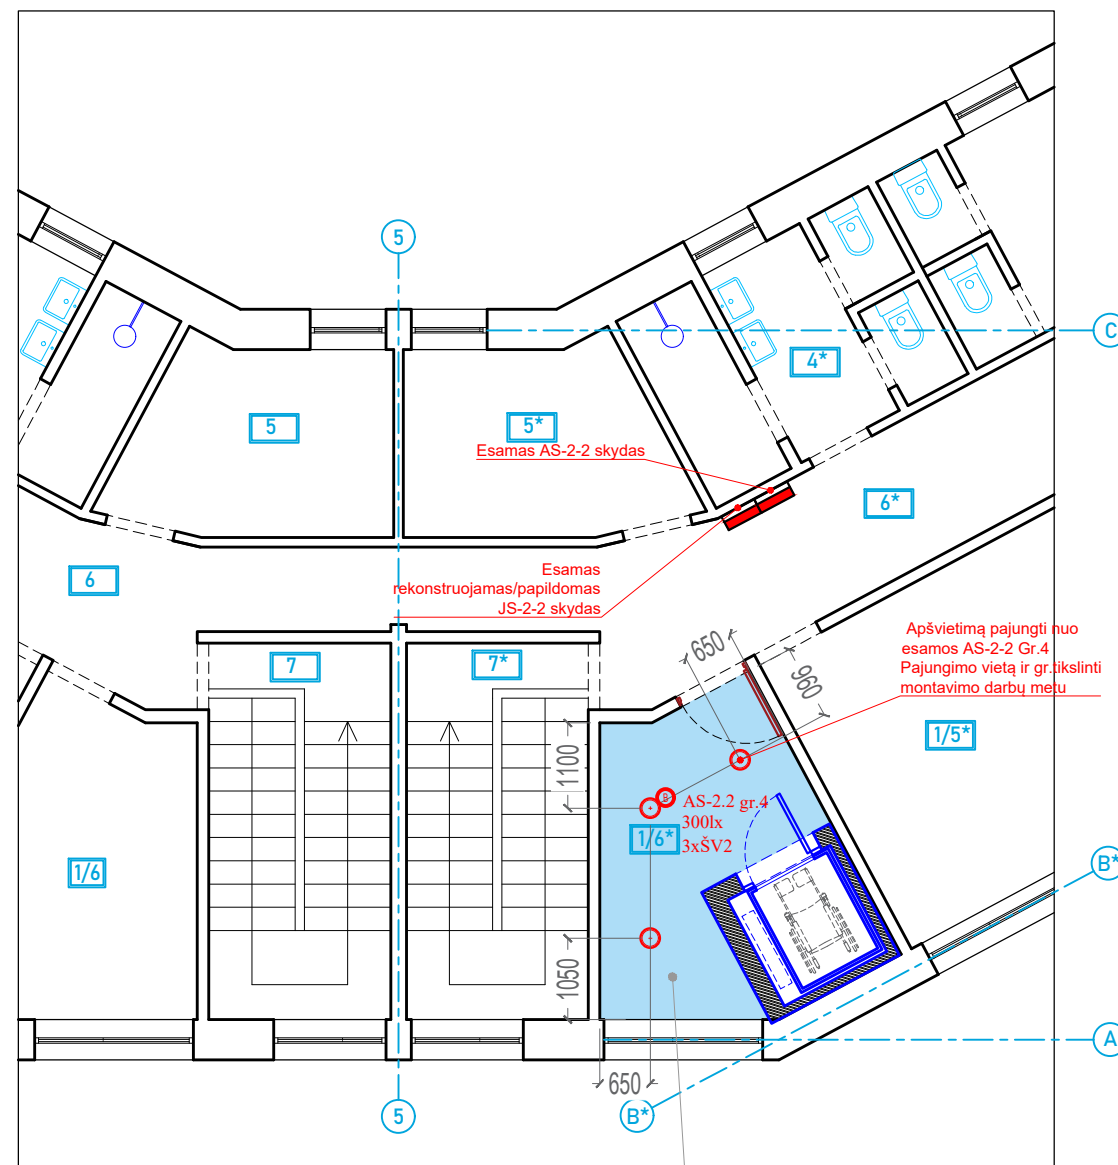 5
C
4*
5
5*
Esamas AS-2-2 skydas
6*
6
Esamas
rekonstruojamas/papildomas
JS-2-2 skydas
Apšvietimą pajungti nuo
esamos AS-2-2 Gr.4
Pajungimo vietą ir gr.tikslinti
montavimo darbų metu
650
960
7
7*
1/5*
1100
B
AS-2.2 gr.4
300lx
3xŠV2
1/6*
1/6
B*
1050
A
650
5
B*